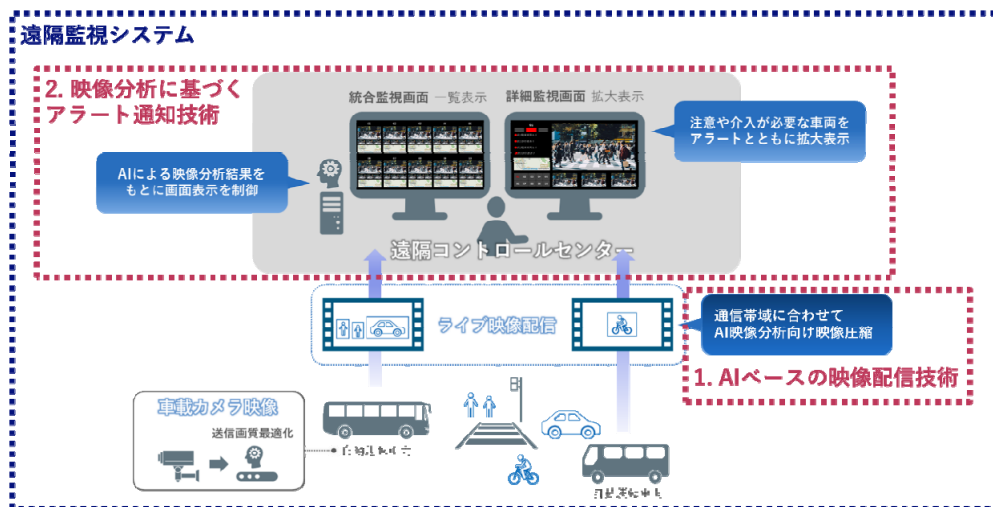 遠隔監視システム
2. 映像分析に基づく
アラート通知技術
統合監視画面 一覧表示
詳細監視画面 拡大表示
注意や介入が必要な車両を
アラートとともに拡大表示
AIによる映像分析結果を
もとに画面表示を制御
遠隔コントロールセンター
ライブ映像配信
通信帯域に合わせて
AI映像分析向け映像圧縮
1. AIベースの映像配信技術
車載カメラ映像
送信画質最適化